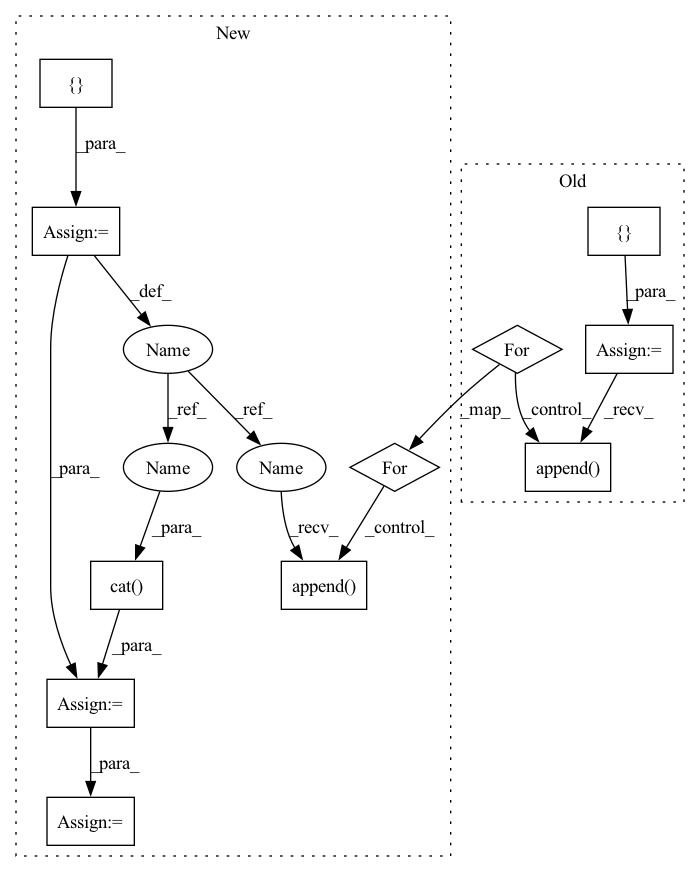 New
{}
_para_
Old
Assign:=
{}
_def_
_para_
Name
For
Assign:=
_ref_
_ref_
_map_
_control_
_recv_
_para_
Name
Name
For
append()
_para_
_recv_
_control_
cat()
append()
_para_
Assign:=
_para_
Assign:=